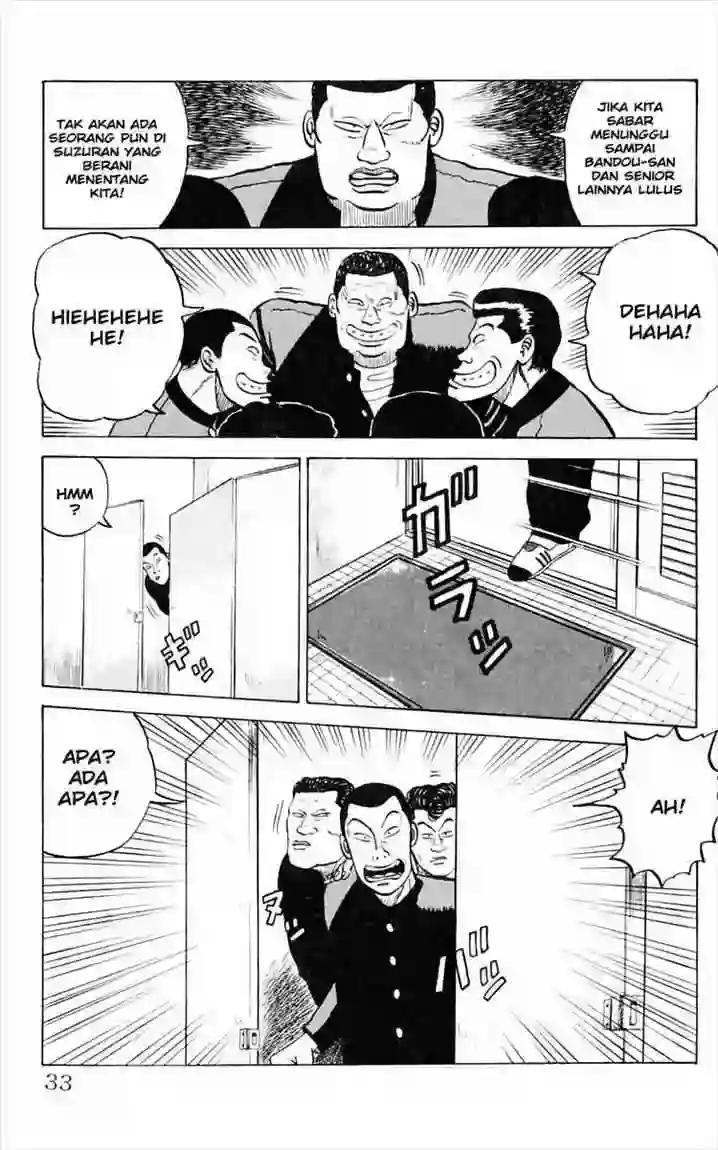 JIKA KITA
SABAR
MENUNGGU
SAMPAI
BANDOU-SAN
DAN SENIOR
LAINNYA LULUS
TAK AKAN ADA
SEORANG PUN DI
SUZURAN YANG
BERANI
MENENTANG
KITA!
DEHAHA
HAHA!
HIEHEHEHE
HE!
ガラッ
HMM
?
ギッ
AH!
APA?
ADA
APA?!
ヌッ
バッ
33